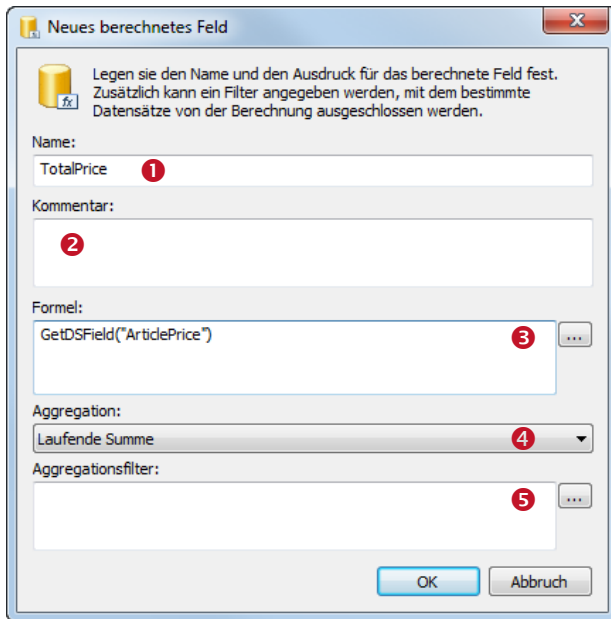 Neues berechnetes Feld
Legen sie den Name und den Ausdruck für das berechnete Feld fest.
Zusätzlich kann ein Filter angegeben werden, mit dem bestimmte
Datensätze von der Berechnung ausgeschlossen werden.
Name:
TotalPrice 1
Kommentar:
2
Formel:
GetDSField("ArticlePrice") 3 ...
Aggregation:
Laufende Summe 4
Aggregationsfilter:
5 ...
OK Abbruch